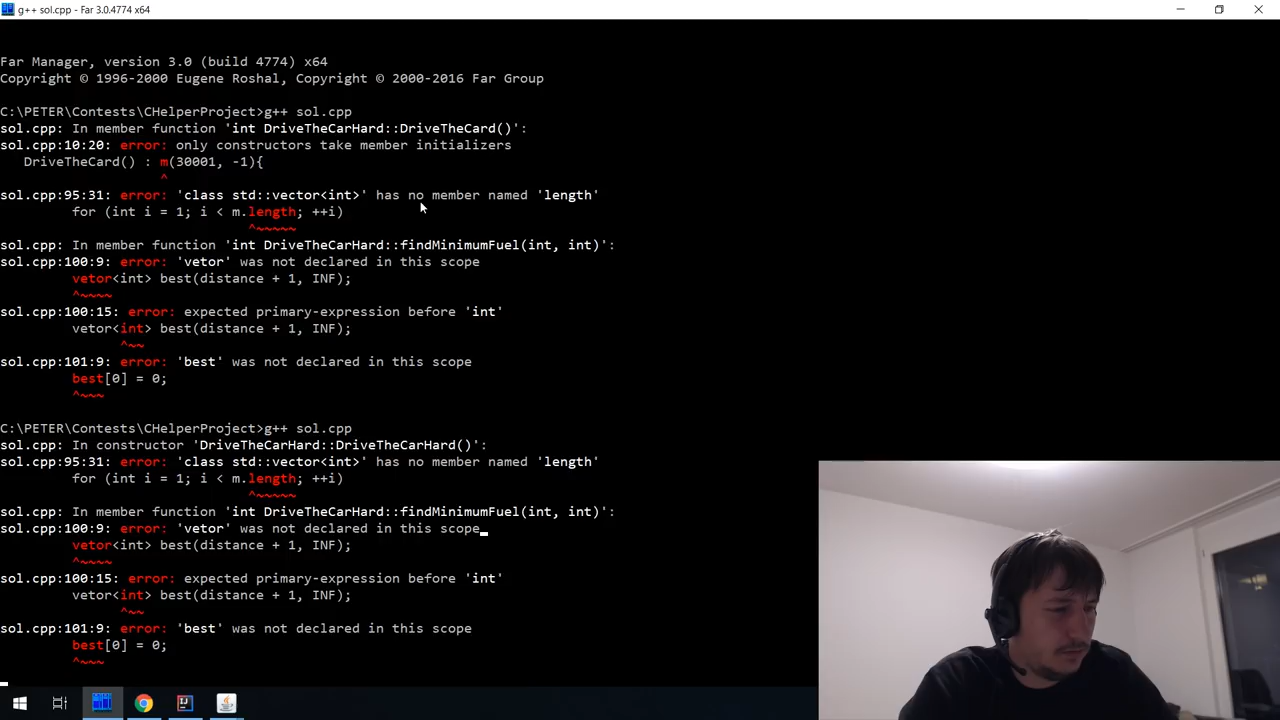 g++ sol.cpp - Far 3.0.4774 x64
Far Manager, version 3.0 (build 4774) x64
Copyright © 1996-2000 Eugene Roshal, Copyright © 2000-2016 Far Group
C:\PETER\Contests\CHelperProject>g++ sol.cpp
sol.cpp: In member function 'int DriveTheCarHard::DriveTheCard()':
sol.cpp:10:20: error: only constructors take member initializers
DriveTheCard() : m(30001, -1){
^
sol.cpp:95:31: error: 'class std::vector<int>' has no member named 'length'
for (int i = 1; i < m.length; ++i)
^~~~~~
sol.cpp: In member function 'int DriveTheCarHard::findMinimumFuel(int, int)':
sol.cpp:100:9: error: 'vetor' was not declared in this scope
vetor<int> best(distance + 1, INF);
^~~~~
sol.cpp:100:15: error: expected primary-expression before 'int'
vetor<int> best(distance + 1, INF);
^~~
sol.cpp:101:9: error: 'best' was not declared in this scope
best[0] = 0;
^~~~
C:\PETER\Contests\CHelperProject>g++ sol.cpp
sol.cpp: In constructor 'DriveTheCarHard::DriveTheCarHard()':
sol.cpp:95:31: error: 'class std::vector<int>' has no member named 'length'
for (int i = 1; i < m.length; ++i)
^~~~~~
sol.cpp: In member function 'int DriveTheCarHard::findMinimumFuel(int, int)':
sol.cpp:100:9: error: 'vetor' was not declared in this scope
vetor<int> best(distance + 1, INF);
^~~~~
sol.cpp:100:15: error: expected primary-expression before 'int'
vetor<int> best(distance + 1, INF);
^~~
sol.cpp:101:9: error: 'best' was not declared in this scope
best[0] = 0;
^~~~